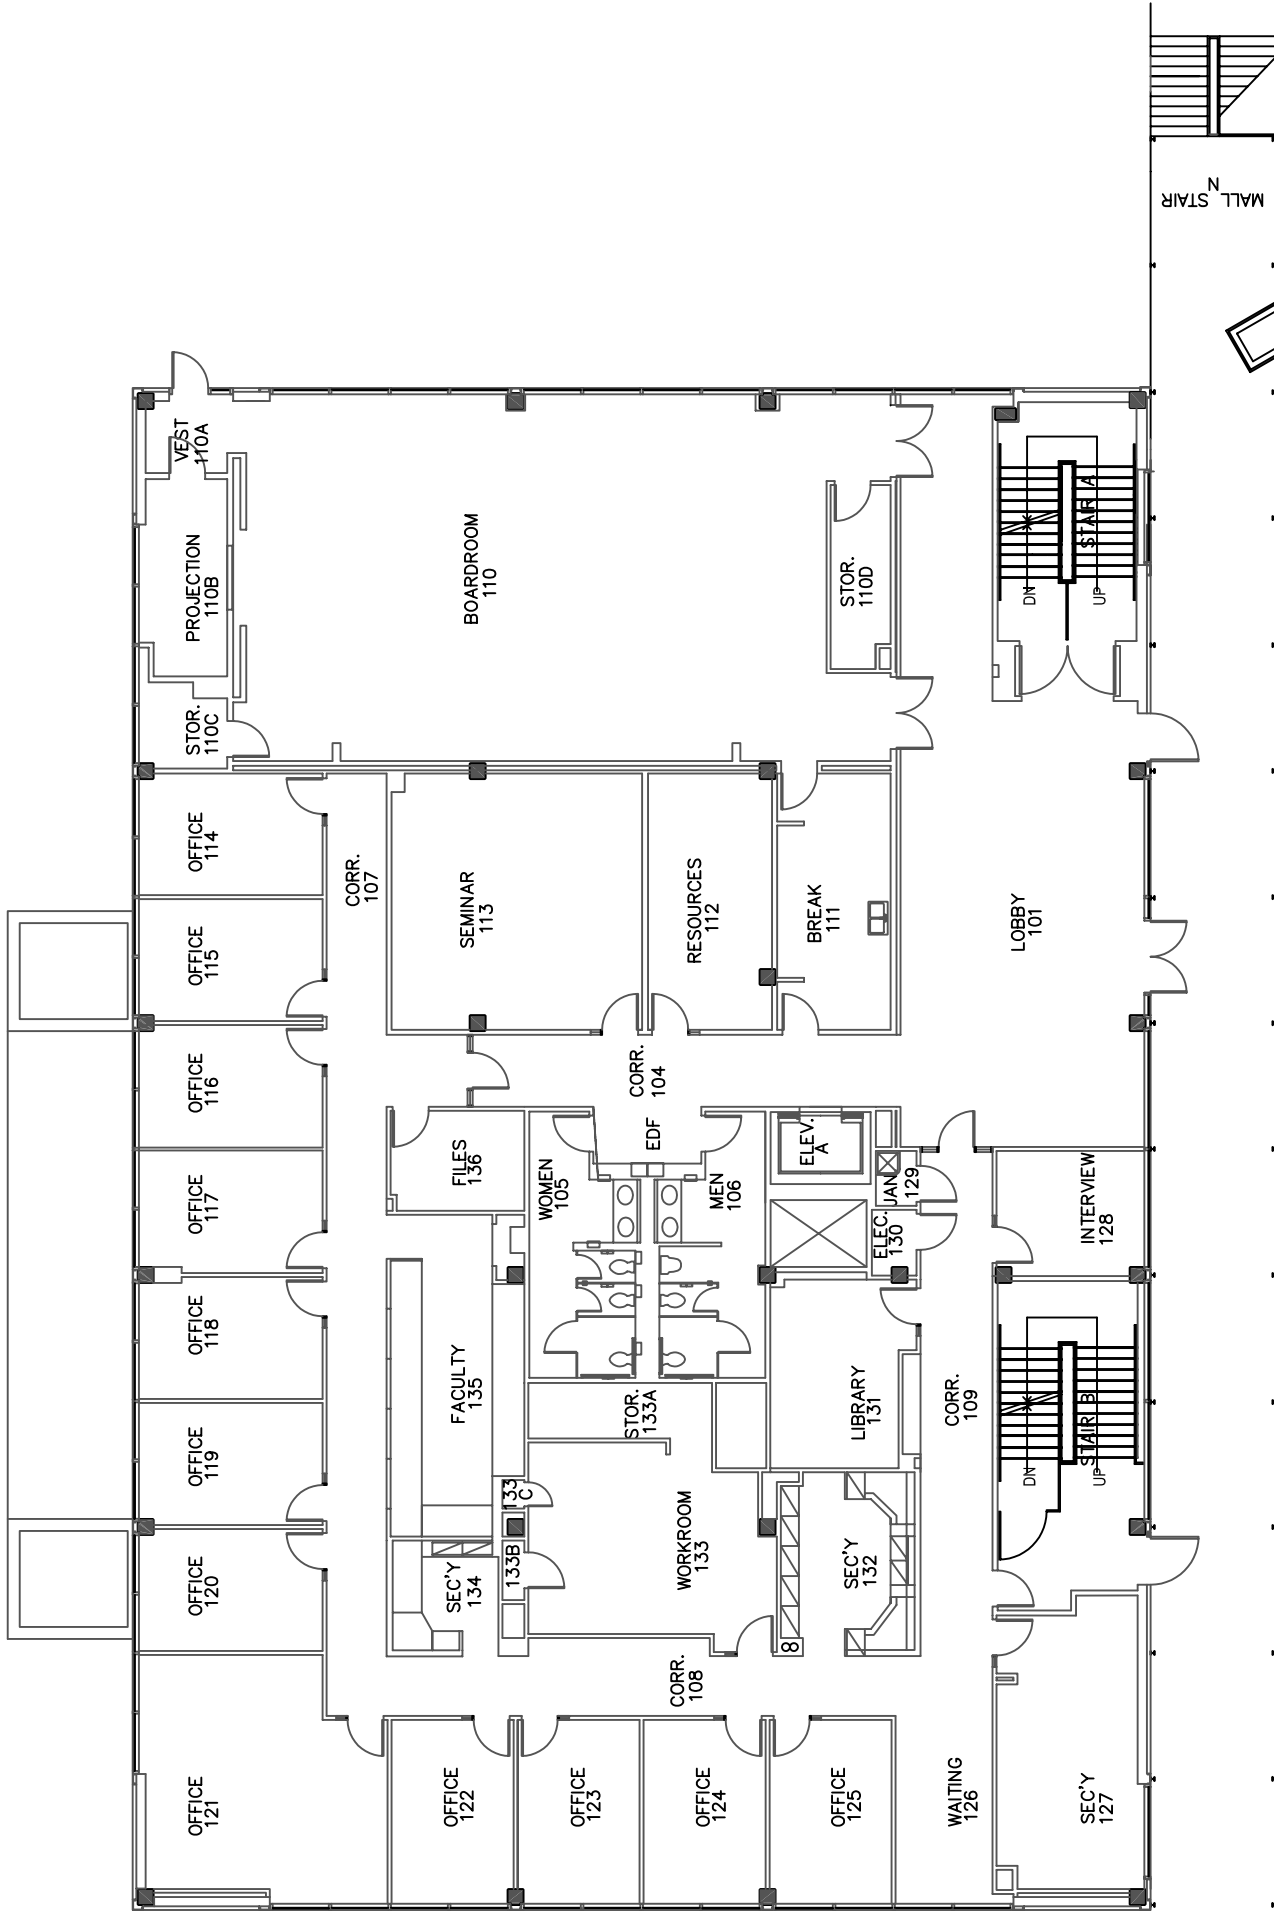 MALL STAIR
N
VEST
110A
PROJECTION
110B
BOARDROOM
110
STOR.
110D
STAIR A
DN
UP
STOR.
110C
OFFICE
114
CORR.
107
SEMINAR
113
RESOURCES
112
BREAK
111
LOBBY
101
OFFICE
115
OFFICE
116
CORR.
104
EDF
FILES
136
WOMEN
105
MEN
106
ELEV.
A
JAN.
129
ELEC.
130
INTERVIEW
128
OFFICE
117
OFFICE
118
FACULTY
135
STOR.
133A
LIBRARY
131
CORR.
109
STAIR B
DN
UP
OFFICE
119
133
C
OFFICE
120
SEC'Y
134
133B
WORKROOM
133
SEC'Y
132
8
CORR.
108
OFFICE
121
OFFICE
122
OFFICE
123
OFFICE
124
OFFICE
125
WAITING
126
SEC'Y
127